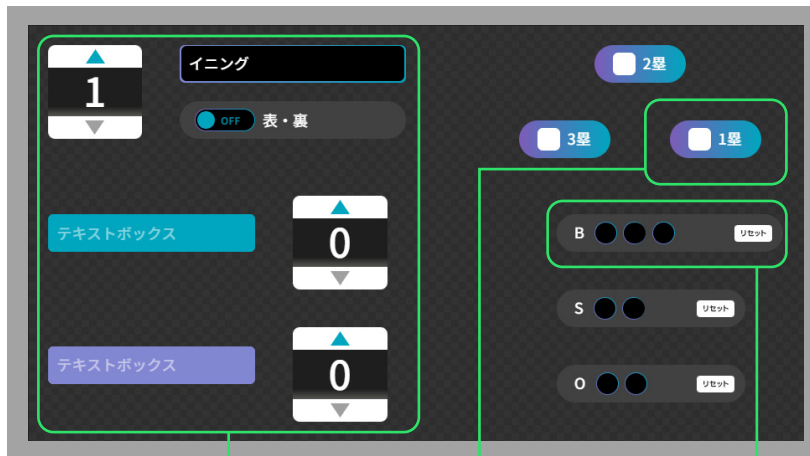 1
イニング
OFF 表・裏
テキストボックス
0
テキストボックス
0
2塁
3塁
1塁
B リセット
S リセット
O リセット